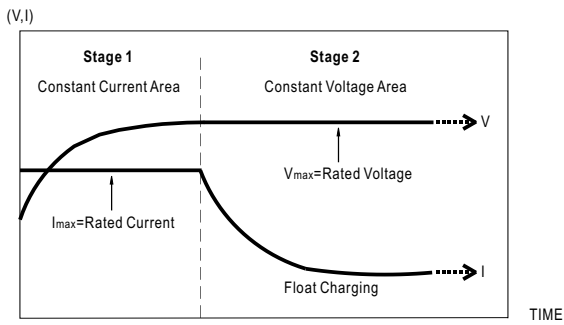 (V,I)
Stage 1
Stage 2
Constant Current Area
Constant Voltage Area
V
Vmax=Rated Voltage
Imax=Rated Current
I
Float Charging
TIME